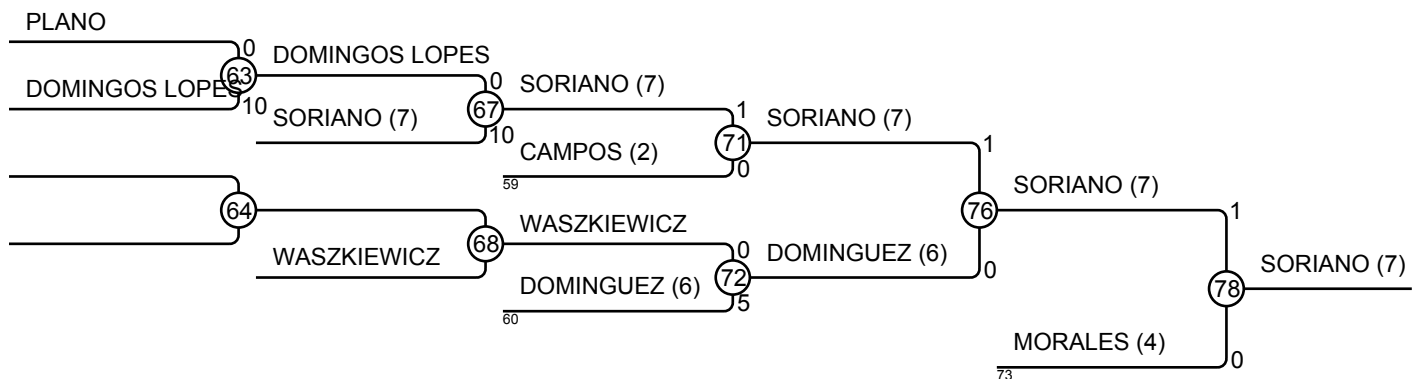 PLANO
0
63
DOMINGOS LOPES
10
DOMINGOS LOPES
0
67
SORIANO (7)
10
SORIANO (7)
1
71
CAMPOS (2)
59
0
SORIANO (7)
1
76
64
WASZKIEWICZ
68
WASZKIEWICZ
0
72
DOMINGUEZ (6)
60
5
DOMINGUEZ (6)
0
SORIANO (7)
1
78
MORALES (4)
73
0
SORIANO (7)